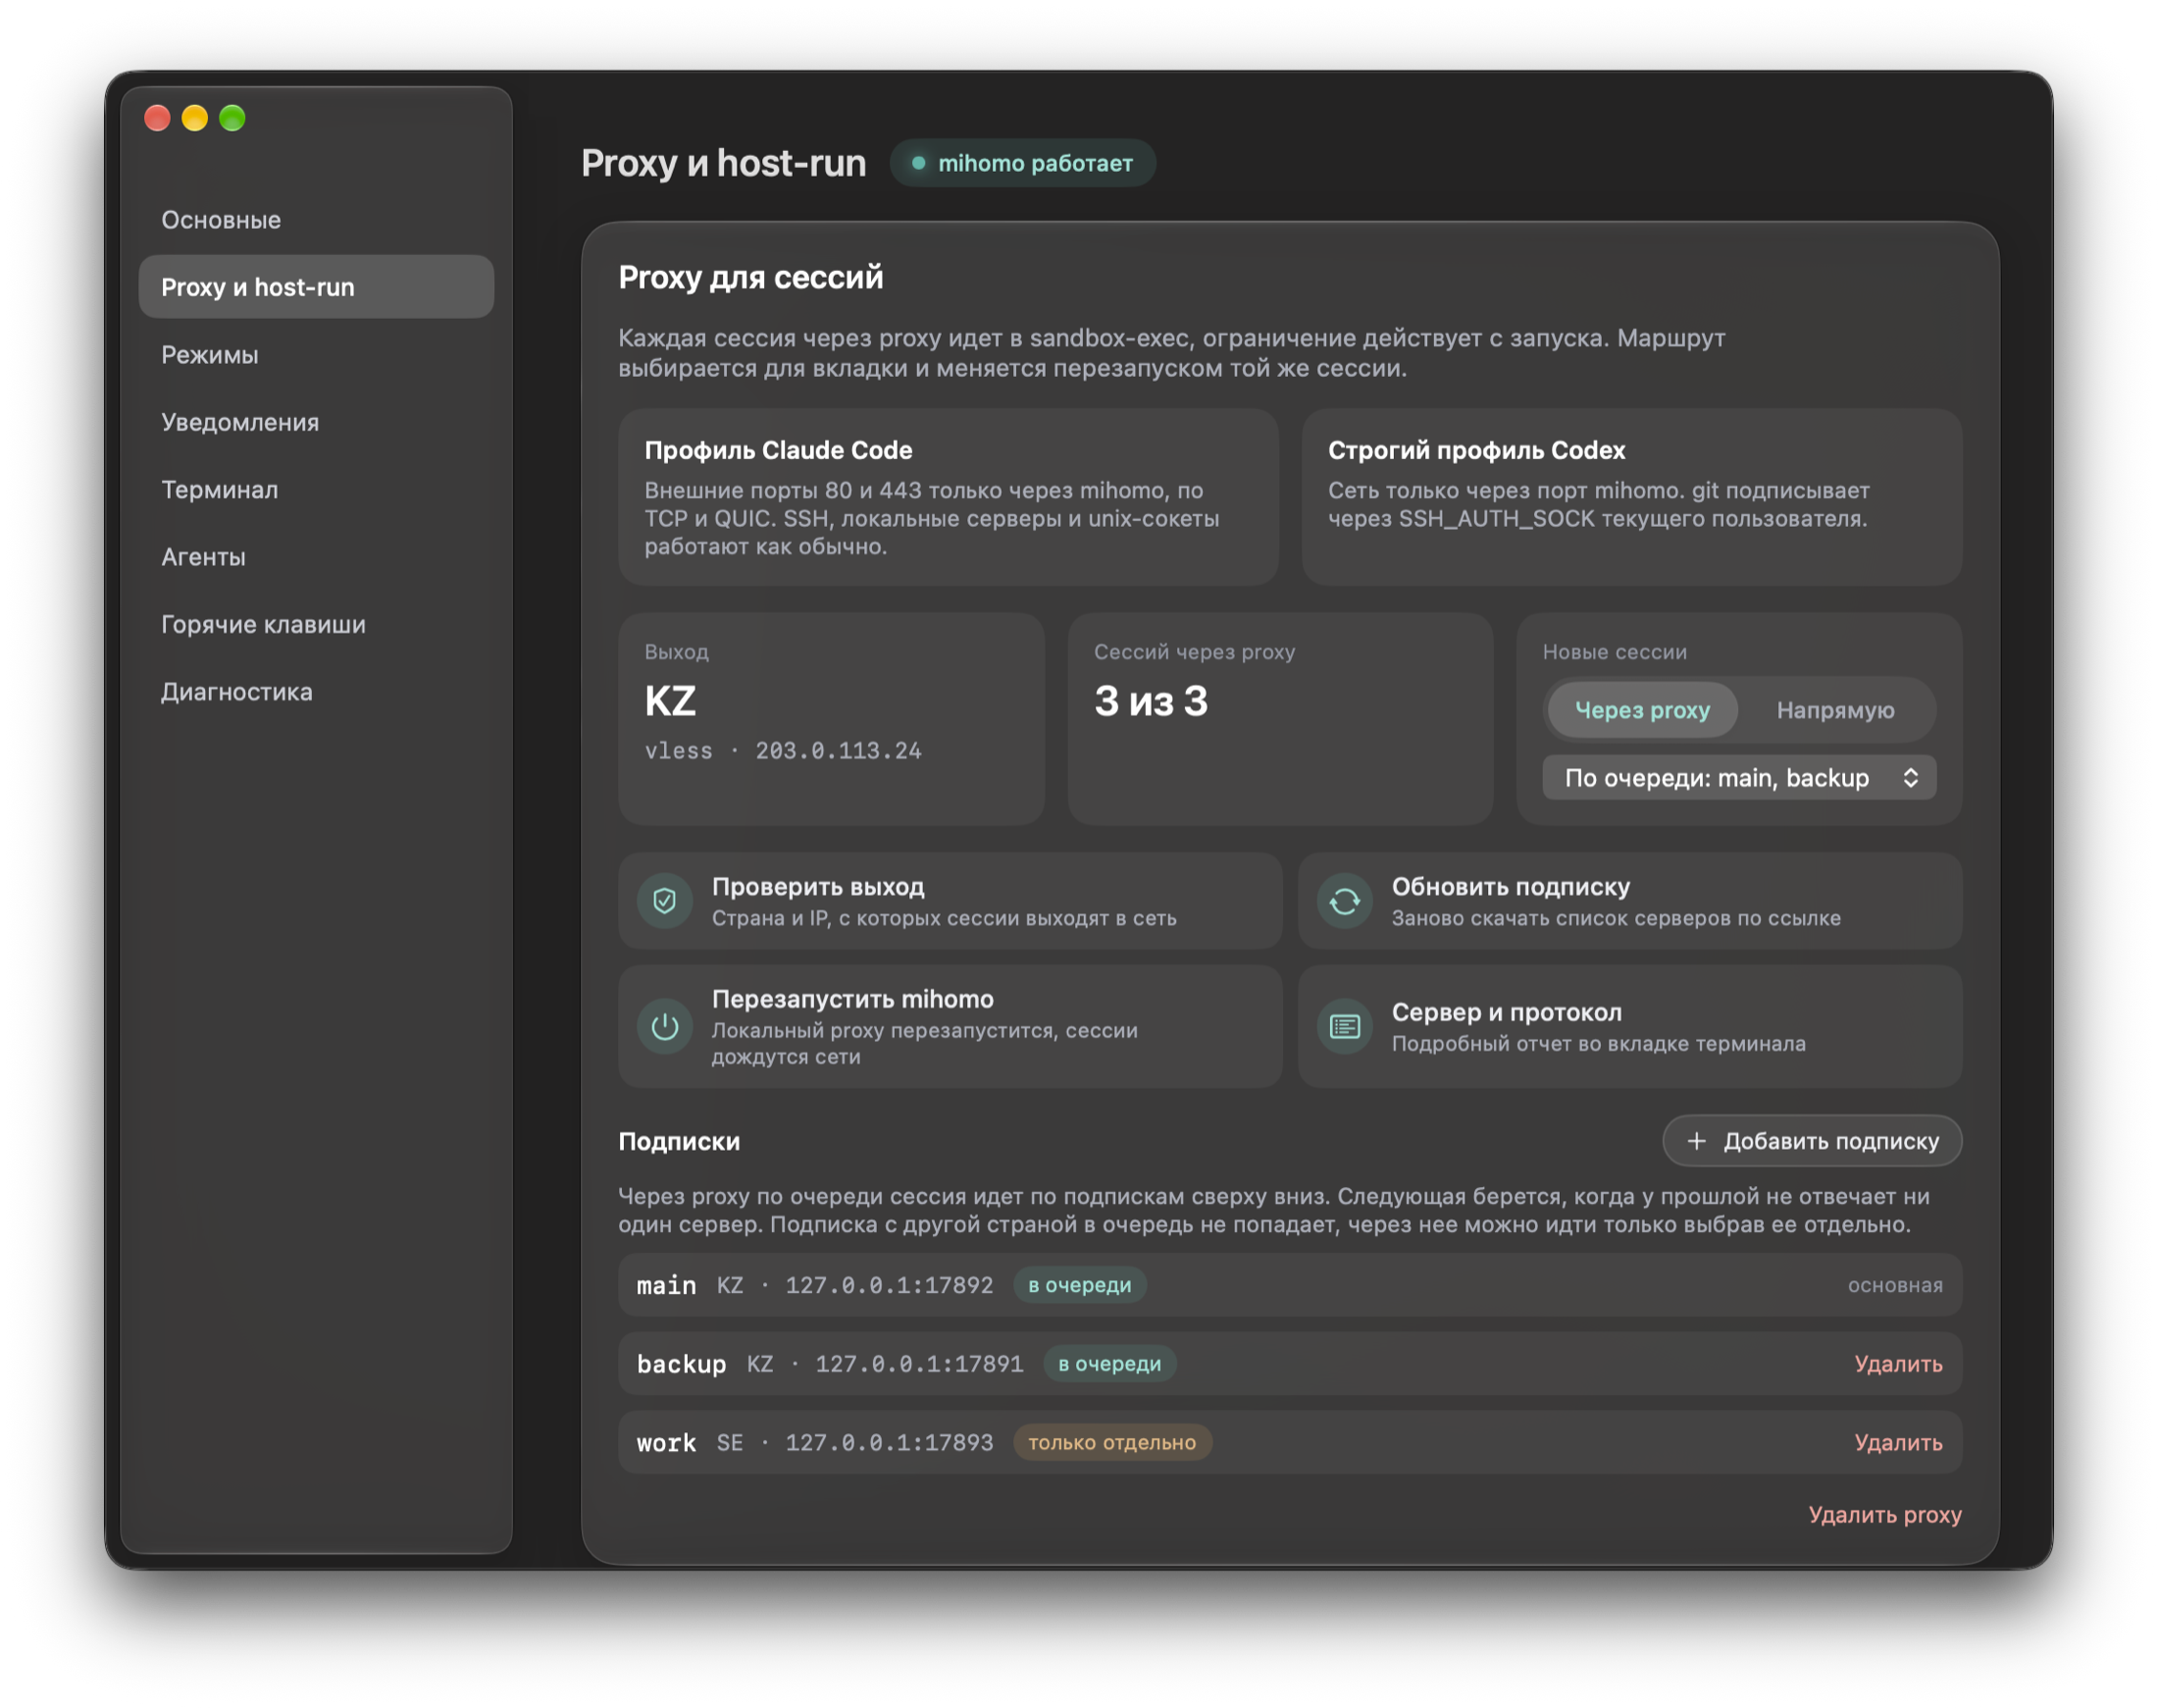 Proxy и host-run
mihomo работает
Основные
Proxy и host-run
Режимы
Уведомления
Терминал
Агенты
Горячие клавиши
Диагностика
Proxy для сессий
Каждая сессия через proxy идет в sandbox-exec, ограничение действует с запуска. Маршрут
выбирается для вкладки и меняется перезапуском той же сессии.
Профиль Claude Code
Внешние порты 80 и 443 только через mihomo, по
TCP и QUIC. SSH, локальные серверы и unix-сокеты
работают как обычно.
Строгий профиль Codex
Сеть только через порт mihomo. git подписывает
через SSH_AUTH_SOCK текущего пользователя.
Выход
KZ
vless · 203.0.113.24
Сессий через proxy
3 из 3
Новые сессии
Через proxy
Напрямую
По очереди: main, backup
Проверить выход
Страна и IP, с которых сессии выходят в сеть
Обновить подписку
Заново скачать список серверов по ссылке
Перезапустить mihomo
Локальный proxy перезапустится, сессии
дождутся сети
Сервер и протокол
Подробный отчет во вкладке терминала
Подписки
+ Добавить подписку
Через proxy по очереди сессия идет по подпискам сверху вниз. Следующая берется, когда у прошлой не отвечает ни
один сервер. Подписка с другой страной в очередь не попадает, через нее можно идти только выбрав ее отдельно.
main KZ · 127.0.0.1:17892 в очереди основная
backup KZ · 127.0.0.1:17891 в очереди Удалить
work SE · 127.0.0.1:17893 только отдельно Удалить
Удалить proxy